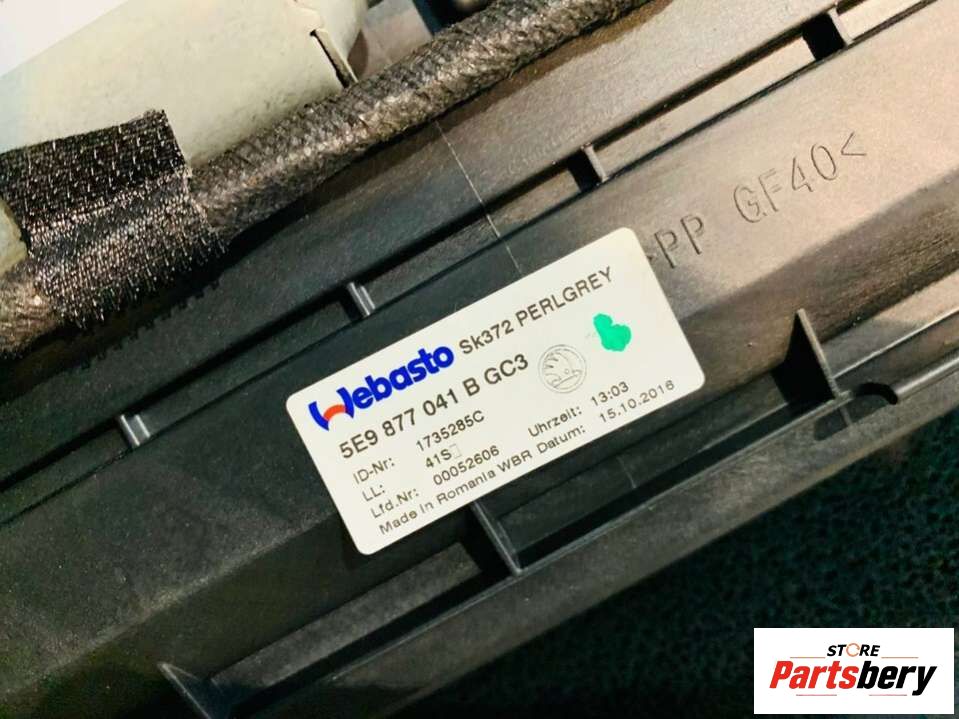 >PP GF40<
Webasto Sk372 PERLGREY
5E9 877 041 B GC3
ID-Nr: 1735285C
LL: 41S□
Lfd.Nr: 00052606 Uhrzeit: 13:03
Made in Romania WBR Datum: 15.10.2016
STORE
Partsbery